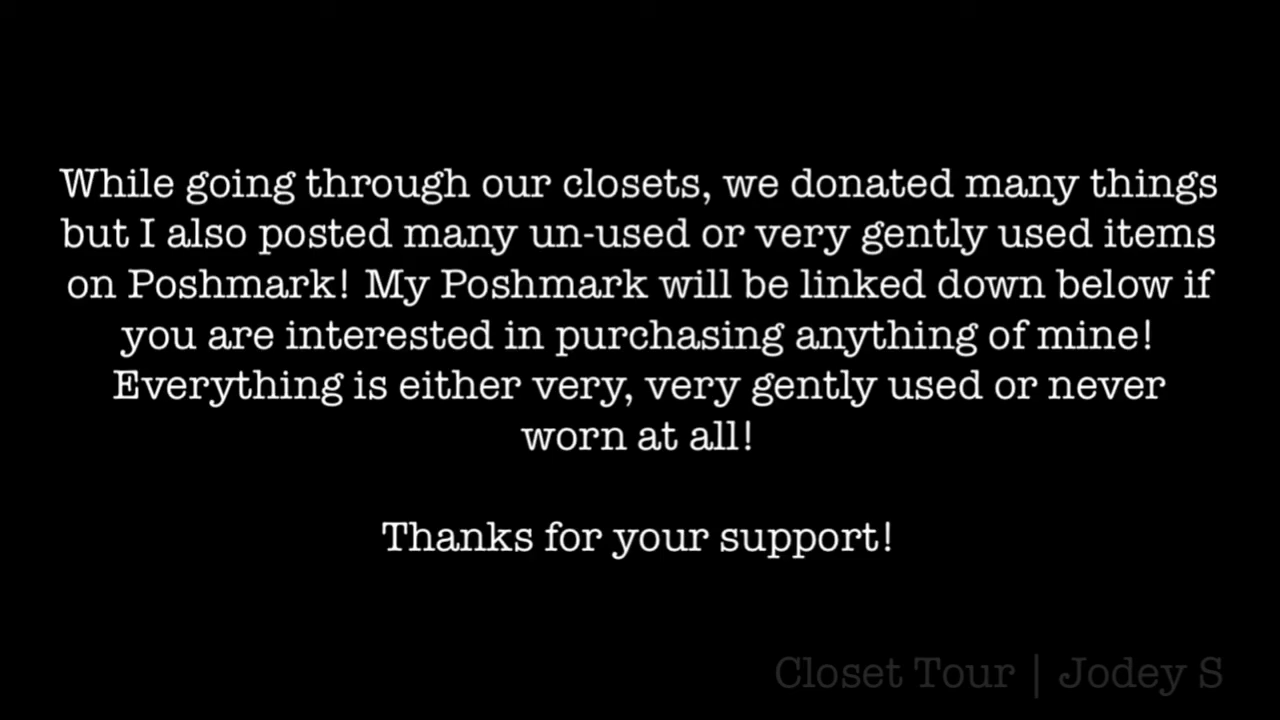 While going through our closets, we donated many things
but I also posted many un-used or very gently used items
on Poshmark! My Poshmark will be linked down below if
you are interested in purchasing anything of mine!
Everything is either very, very gently used or never
worn at all!
Thanks for your support!
Closet Tour | Jodey S